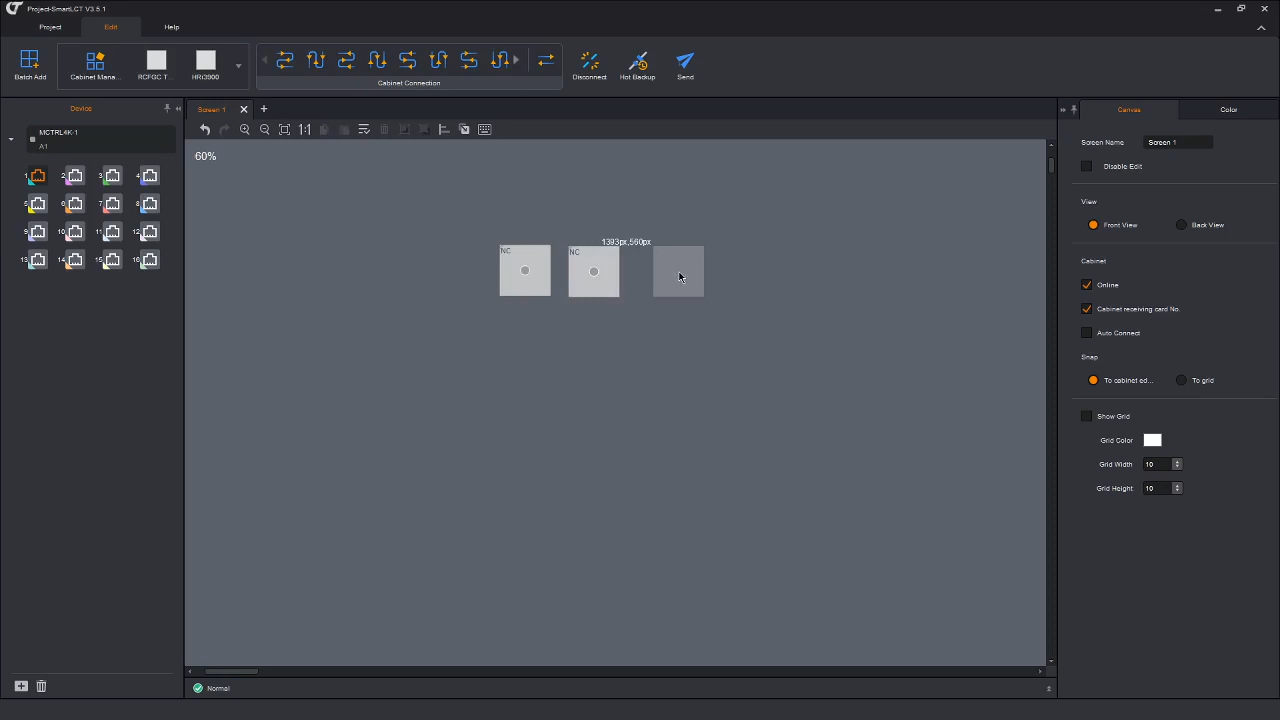 Project-SmartLCT V3.5.1
Project
Edit
Help
Batch Add
Cabinet Mana...
RCFGC T...
HRi3900
Cabinet Connection
Disconnect
Hot Backup
Send
Device
MCTRL4K-1
A1
1
2
3
4
5
6
7
8
9
10
11
12
13
14
15
16
Screen 1
1:1
60%
1393px,560px
NC
NC
Normal
Canvas
Color
Screen Name
Screen 1
Disable Edit
View
Front View
Back View
Cabinet
Online
Cabinet receiving card No.
Auto Connect
Snap
To cabinet ed...
To grid
Show Grid
Grid Color
Grid Width
10
Grid Height
10